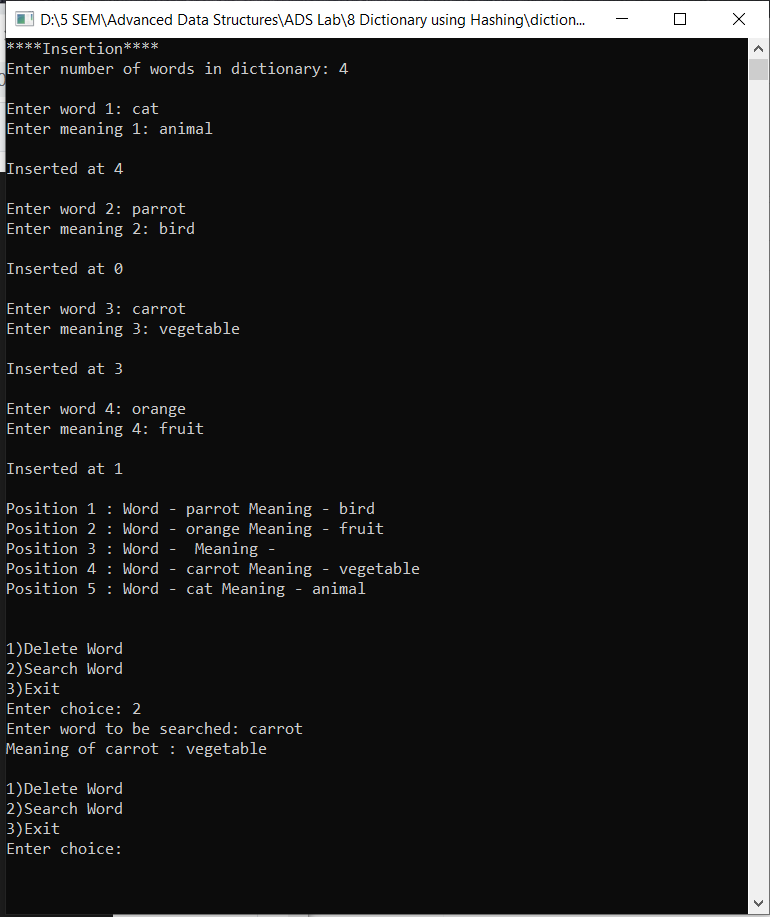 D:\5 SEM\Advanced Data Structures\ADS Lab\8 Dictionary using Hashing\diction...
****Insertion****
Enter number of words in dictionary: 4
Enter word 1: cat
Enter meaning 1: animal
Inserted at 4
Enter word 2: parrot
Enter meaning 2: bird
Inserted at 0
Enter word 3: carrot
Enter meaning 3: vegetable
Inserted at 3
Enter word 4: orange
Enter meaning 4: fruit
Inserted at 1
Position 1 : Word - parrot Meaning - bird
Position 2 : Word - orange Meaning - fruit
Position 3 : Word -  Meaning -
Position 4 : Word - carrot Meaning - vegetable
Position 5 : Word - cat Meaning - animal
1)Delete Word
2)Search Word
3)Exit
Enter choice: 2
Enter word to be searched: carrot
Meaning of carrot : vegetable
1)Delete Word
2)Search Word
3)Exit
Enter choice: